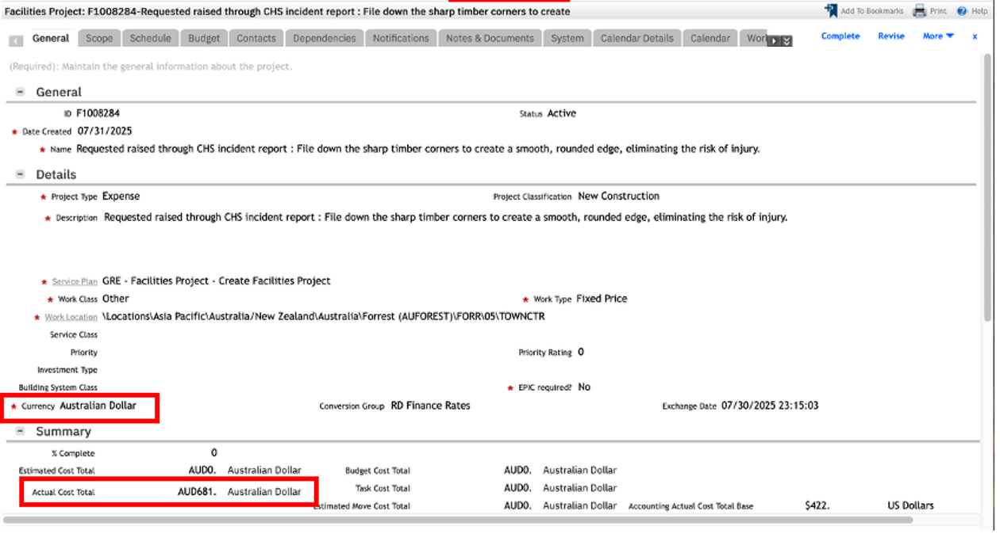 Facilities Project: F1008284-Requested raised through CHS incident report : File down the sharp timber corners to create
Add To Bookmarks Print Help
General Scope Schedule Budget Contacts Dependencies Notifications Notes & Documents System Calendar Details Calendar Worl
Complete Revise More x
(Required): Maintain the general information about the project.
General
ID F1008284 Status Active
* Date Created 07/31/2025
* Name Requested raised through CHS incident report : File down the sharp timber corners to create a smooth, rounded edge, eliminating the risk of injury.
Details
* Project Type Expense Project Classification New Construction
* Description Requested raised through CHS incident report : File down the sharp timber corners to create a smooth, rounded edge, eliminating the risk of injury.
* Service Plan GRE - Facilities Project - Create Facilities Project
* Work Class Other * Work Type Fixed Price
* Work Location \Locations\Asia Pacific\Australia/New Zealand\Australia\Forrest (AUFOREST)\FORR\05\TOWNCTR
Service Class
Priority Priority Rating 0
Investment Type
Building System Class * EPIC required? No
* Currency Australian Dollar Conversion Group RD Finance Rates Exchange Date 07/30/2025 23:15:03
Summary
% Complete 0
Estimated Cost Total AUD0. Australian Dollar Budget Cost Total AUD0. Australian Dollar
Actual Cost Total AUD681. Australian Dollar Task Cost Total AUD0. Australian Dollar
Estimated Move Cost Total AUD0. Australian Dollar Accounting Actual Cost Total Base $422. US Dollars